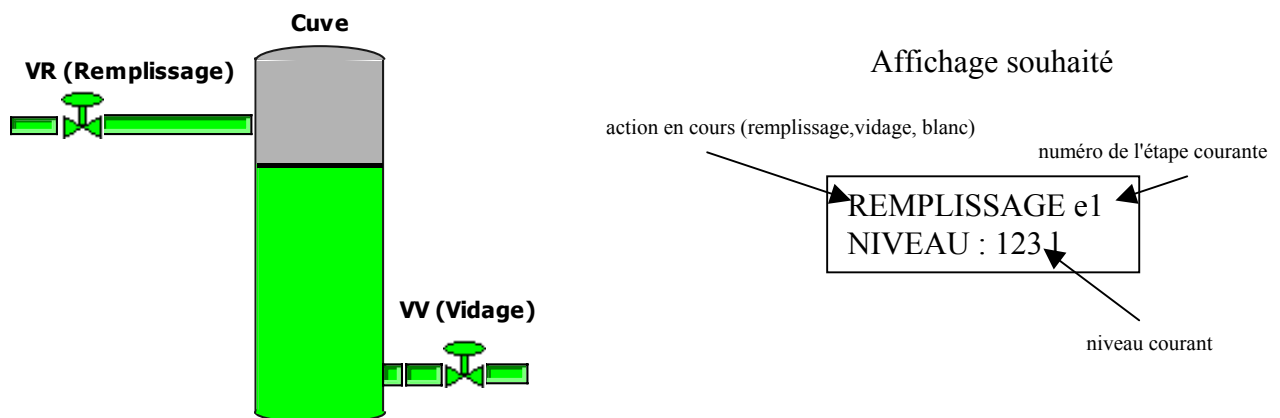 Cuve
VR (Remplissage)
VV (Vidage)
Affichage souhaité
action en cours (remplissage,vidage, blanc)
numéro de l'étape courante
REMPLISSAGE e1
NIVEAU : 123 l
niveau courant